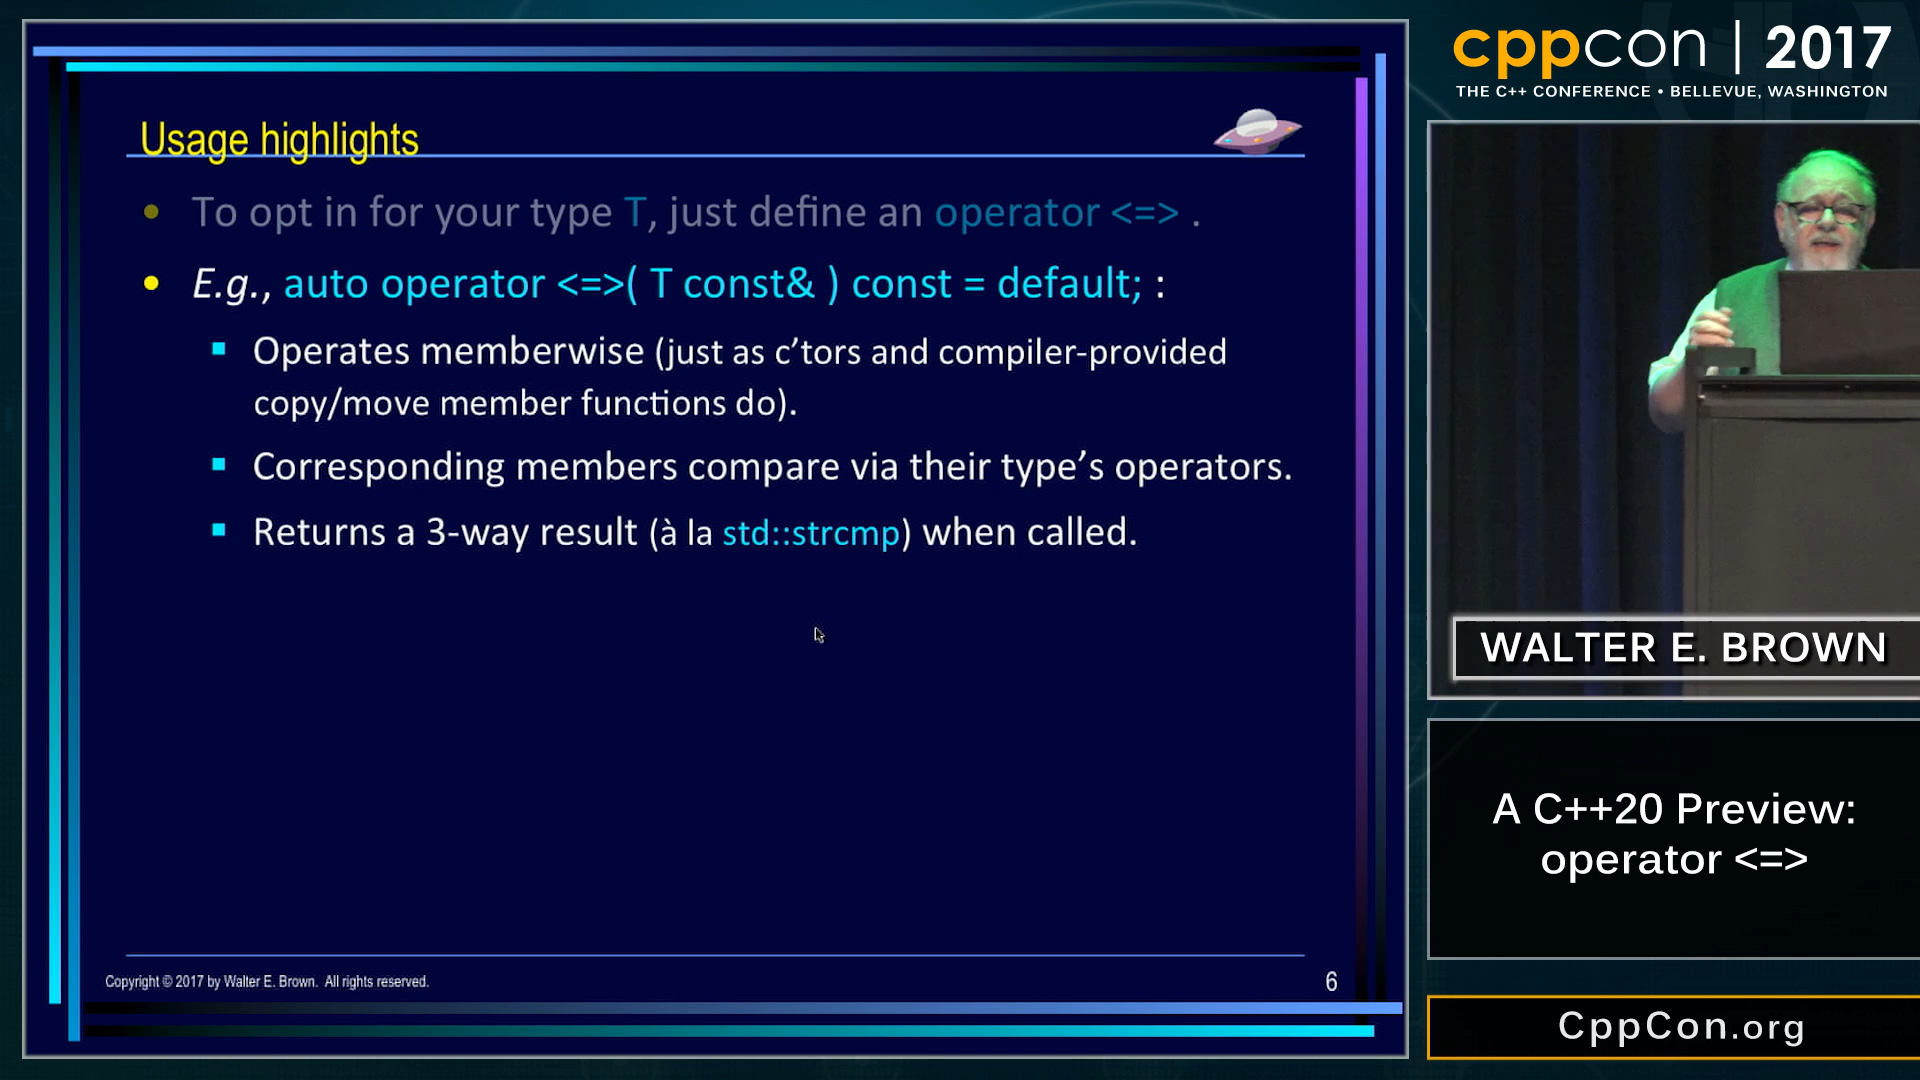 cppcon | 2017
THE C++ CONFERENCE • BELLEVUE, WASHINGTON
Usage highlights
• To opt in for your type T, just define an operator <=> .
• E.g., auto operator <=>( T const& ) const = default; :
▪ Operates memberwise (just as c’tors and compiler-provided
copy/move member functions do).
▪ Corresponding members compare via their type’s operators.
▪ Returns a 3-way result (à la std::strcmp) when called.
Copyright © 2017 by Walter E. Brown. All rights reserved.
6
WALTER E. BROWN
A C++20 Preview:
operator <=>
CppCon.org